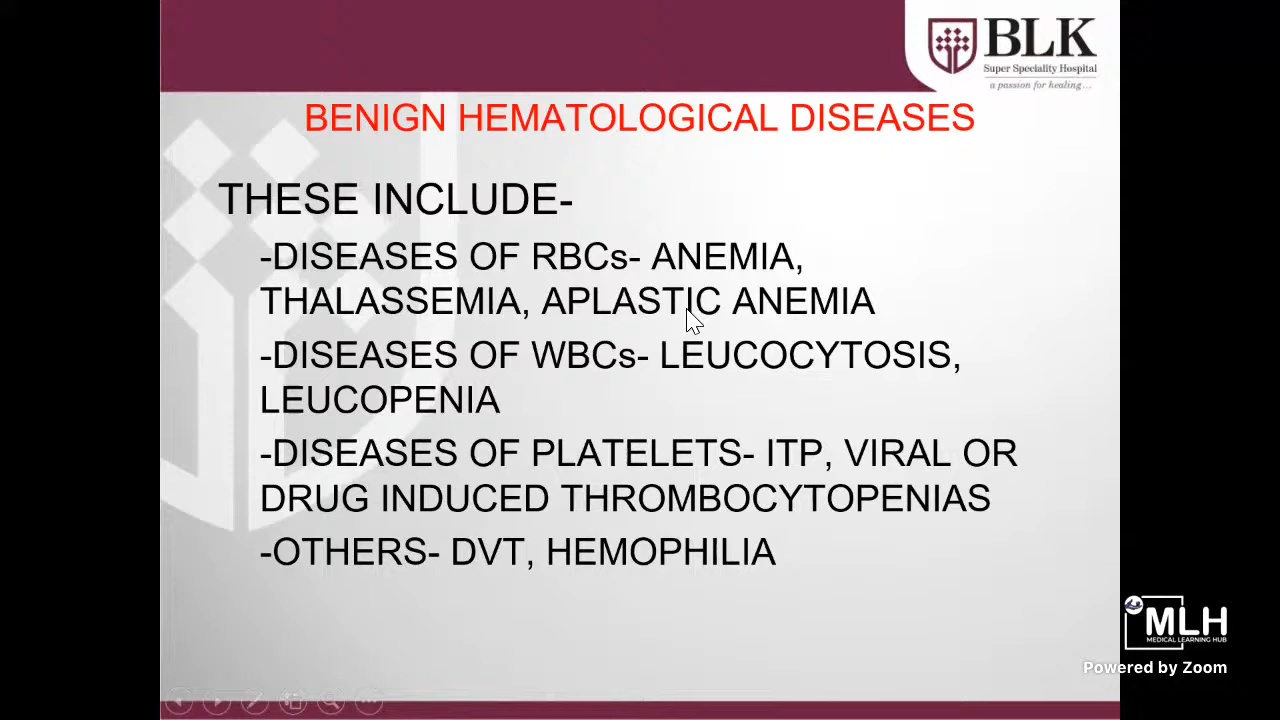 BLK
Super Speciality Hospital
a passion for healing...
BENIGN HEMATOLOGICAL DISEASES
THESE INCLUDE-
-DISEASES OF RBCs- ANEMIA,
THALASSEMIA, APLASTIC ANEMIA
-DISEASES OF WBCs- LEUCOCYTOSIS,
LEUCOPENIA
-DISEASES OF PLATELETS- ITP, VIRAL OR
DRUG INDUCED THROMBOCYTOPENIAS
-OTHERS- DVT, HEMOPHILIA
MLH
MEDICAL LEARNING HUB
Powered by Zoom